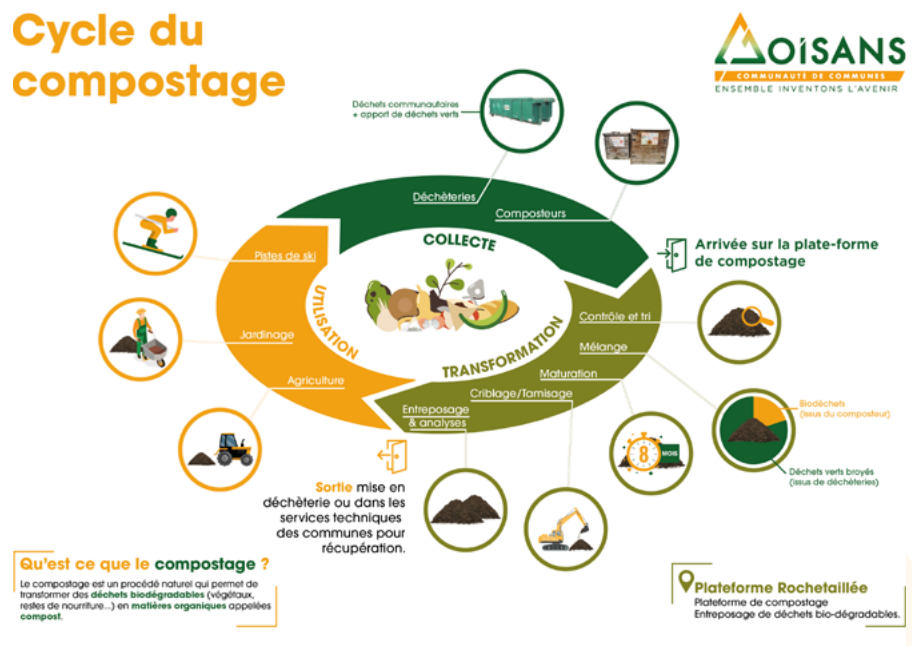 Cycle du
compostage
OISANS
COMMUNAUTÉ DE COMMUNES
ENSEMBLE INVENTONS L'AVENIR
Déchets communautaires
+ apport de déchets verts
Déchèteries
Composteurs
COLLECTE
Arrivée sur la plate-forme
de compostage
Pistes de ski
UTILISATION
Jardinage
Agriculture
TRANSFORMATION
Contrôle et tri
Mélange
Maturation
Criblage/Tamisage
Entreposage
& analyses
Biodéchets
(issus du composteur)
8
MOIS
Déchets verts broyés
(issus de déchèteries)
Sortie mise en
déchèterie ou dans les
services techniques
des communes pour
récupération.
Qu'est ce que le compostage ?
Le compostage est un procédé naturel qui permet de
transformer des déchets biodégradables (végétaux,
restes de nourriture...) en matières organiques appelées
compost.
Plateforme Rochetaillée
Plateforme de compostage
Entreposage de déchets bio-dégradables.